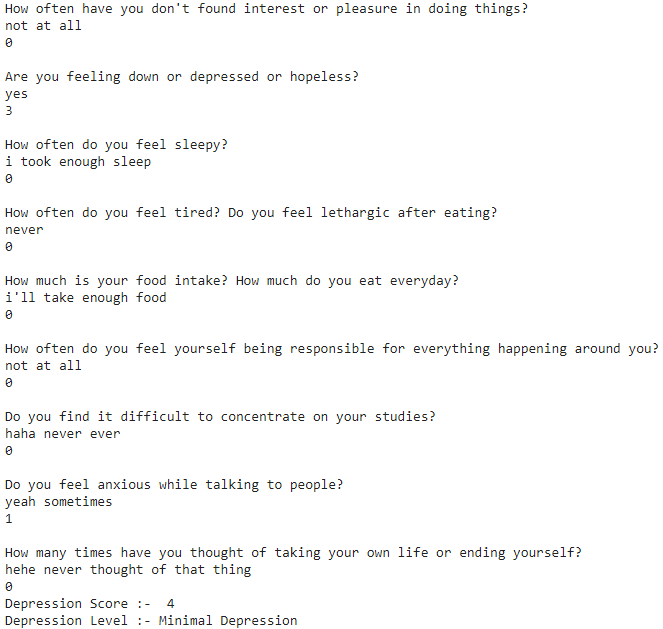 How often have you don't found interest or pleasure in doing things?
not at all
0
Are you feeling down or depressed or hopeless?
yes
3
How often do you feel sleepy?
i took enough sleep
0
How often do you feel tired? Do you feel lethargic after eating?
never
0
How much is your food intake? How much do you eat everyday?
i'll take enough food
0
How often do you feel yourself being responsible for everything happening around you?
not at all
0
Do you find it difficult to concentrate on your studies?
haha never ever
0
Do you feel anxious while talking to people?
yeah sometimes
1
How many times have you thought of taking your own life or ending yourself?
hehe never thought of that thing
0
Depression Score :-  4
Depression Level :- Minimal Depression